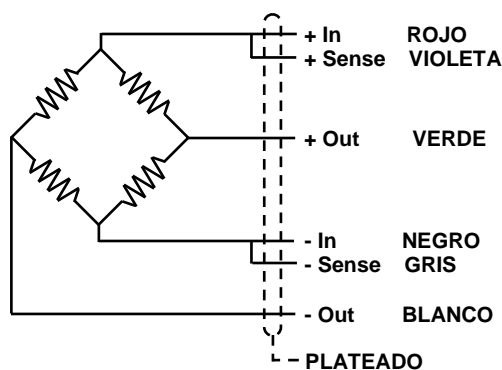 + In ROJO
+ Sense VIOLETA
+ Out VERDE
- In NEGRO
- Sense GRIS
- Out BLANCO
PLATEADO